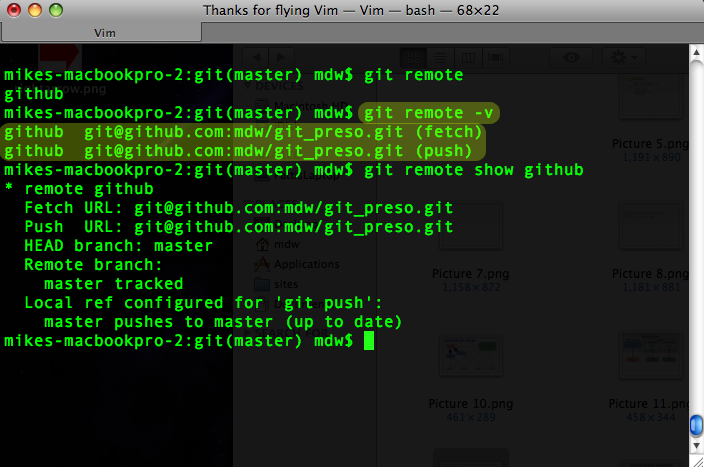 Thanks for flying Vim — Vim — bash — 68×22
Vim
mikes-macbookpro-2:git(master) mdw$ git remote
github
mikes-macbookpro-2:git(master) mdw$ git remote -v
github  git@github.com:mdw/git_preso.git (fetch)
github  git@github.com:mdw/git_preso.git (push)
mikes-macbookpro-2:git(master) mdw$ git remote show github
* remote github
  Fetch URL: git@github.com:mdw/git_preso.git
  Push  URL: git@github.com:mdw/git_preso.git
  HEAD branch: master
  Remote branch:
    master tracked
  Local ref configured for 'git push':
    master pushes to master (up to date)
mikes-macbookpro-2:git(master) mdw$
DEVICES
mdw
Applications
sites
Picture 5.png
1,191×890
Picture 7.png
1,158×872
Picture 8.png
1,181×881
Picture 10.png
461×289
Picture 11.png
458×344